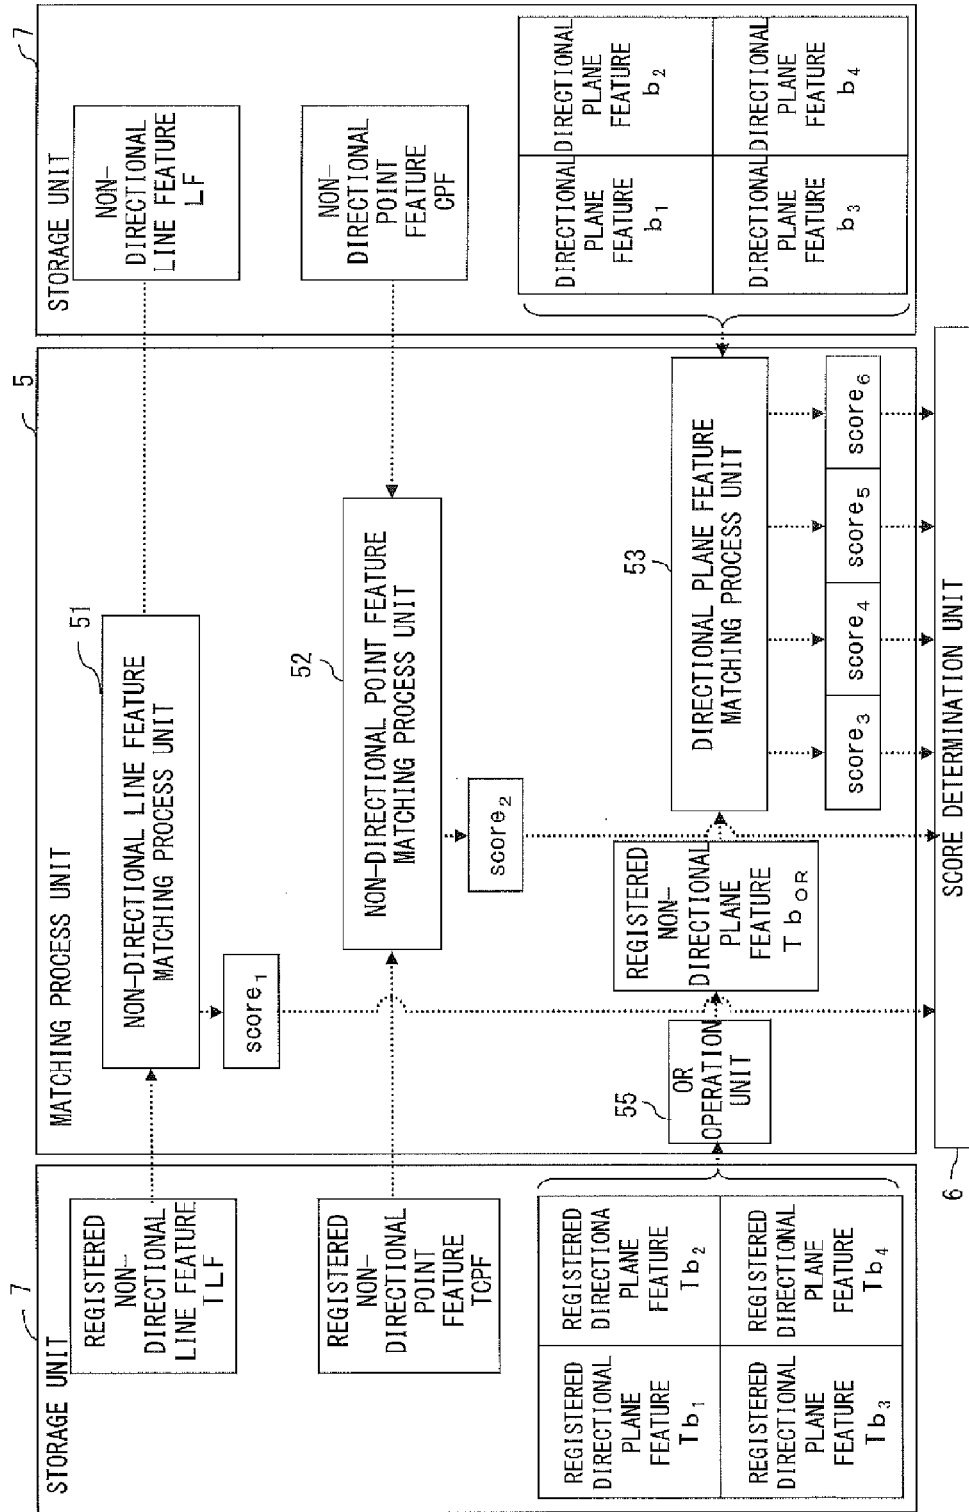 7
STORAGE UNIT
REGISTERED
NON-
DIRECTIONAL
LINE FEATURE
TLF
REGISTERED
NON-
DIRECTIONAL
POINT
FEATURE
TCPF
REGISTERED
DIRECTIONAL
PLANE
FEATURE
Tb₁
REGISTERED
DIRECTIONA
PLANE
FEATURE
Tb₂
REGISTERED
DIRECTIONAL
PLANE
FEATURE
Tb₃
REGISTERED
DIRECTIONAL
PLANE
FEATURE
Tb₄
5
MATCHING PROCESS UNIT
51
NON-DIRECTIONAL LINE FEATURE
MATCHING PROCESS UNIT
score₁
52
NON-DIRECTIONAL POINT FEATURE
MATCHING PROCESS UNIT
score₂
55
OR
OPERATION
UNIT
REGISTERED
NON-
DIRECTIONAL
PLANE
FEATURE
T b OR
53
DIRECTIONAL PLANE FEATURE
MATCHING PROCESS UNIT
score₃
score₄
score₅
score₆
7
STORAGE UNIT
NON-
DIRECTIONAL
LINE FEATURE
LF
NON-
DIRECTIONAL
POINT
FEATURE
CPF
DIRECTIONAL
PLANE
FEATURE
b₁
DIRECTIONAL
PLANE
FEATURE
b₂
DIRECTIONAL
PLANE
FEATURE
b₃
DIRECTIONAL
PLANE
FEATURE
b₄
6
SCORE DETERMINATION UNIT